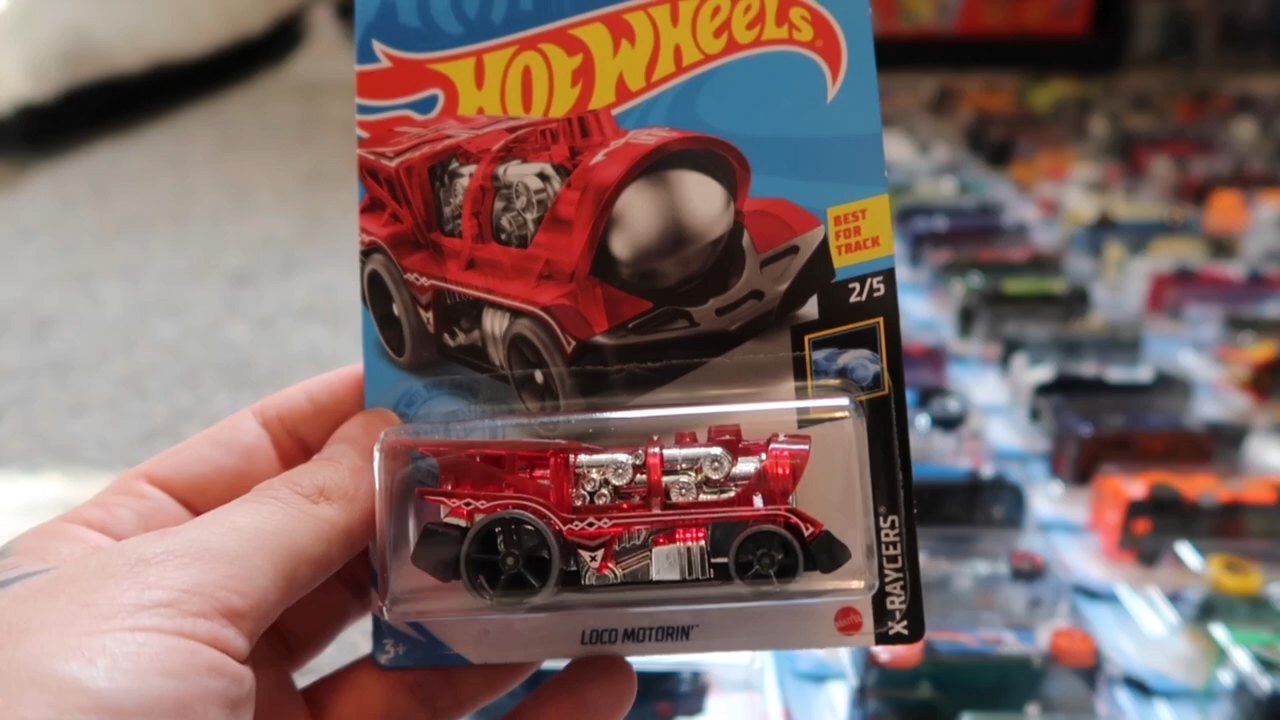 HOT WHEELS
BEST
FOR
TRACK
2/5
X-RAYCERS
LOCO MOTORIN'
MATTEL
3+